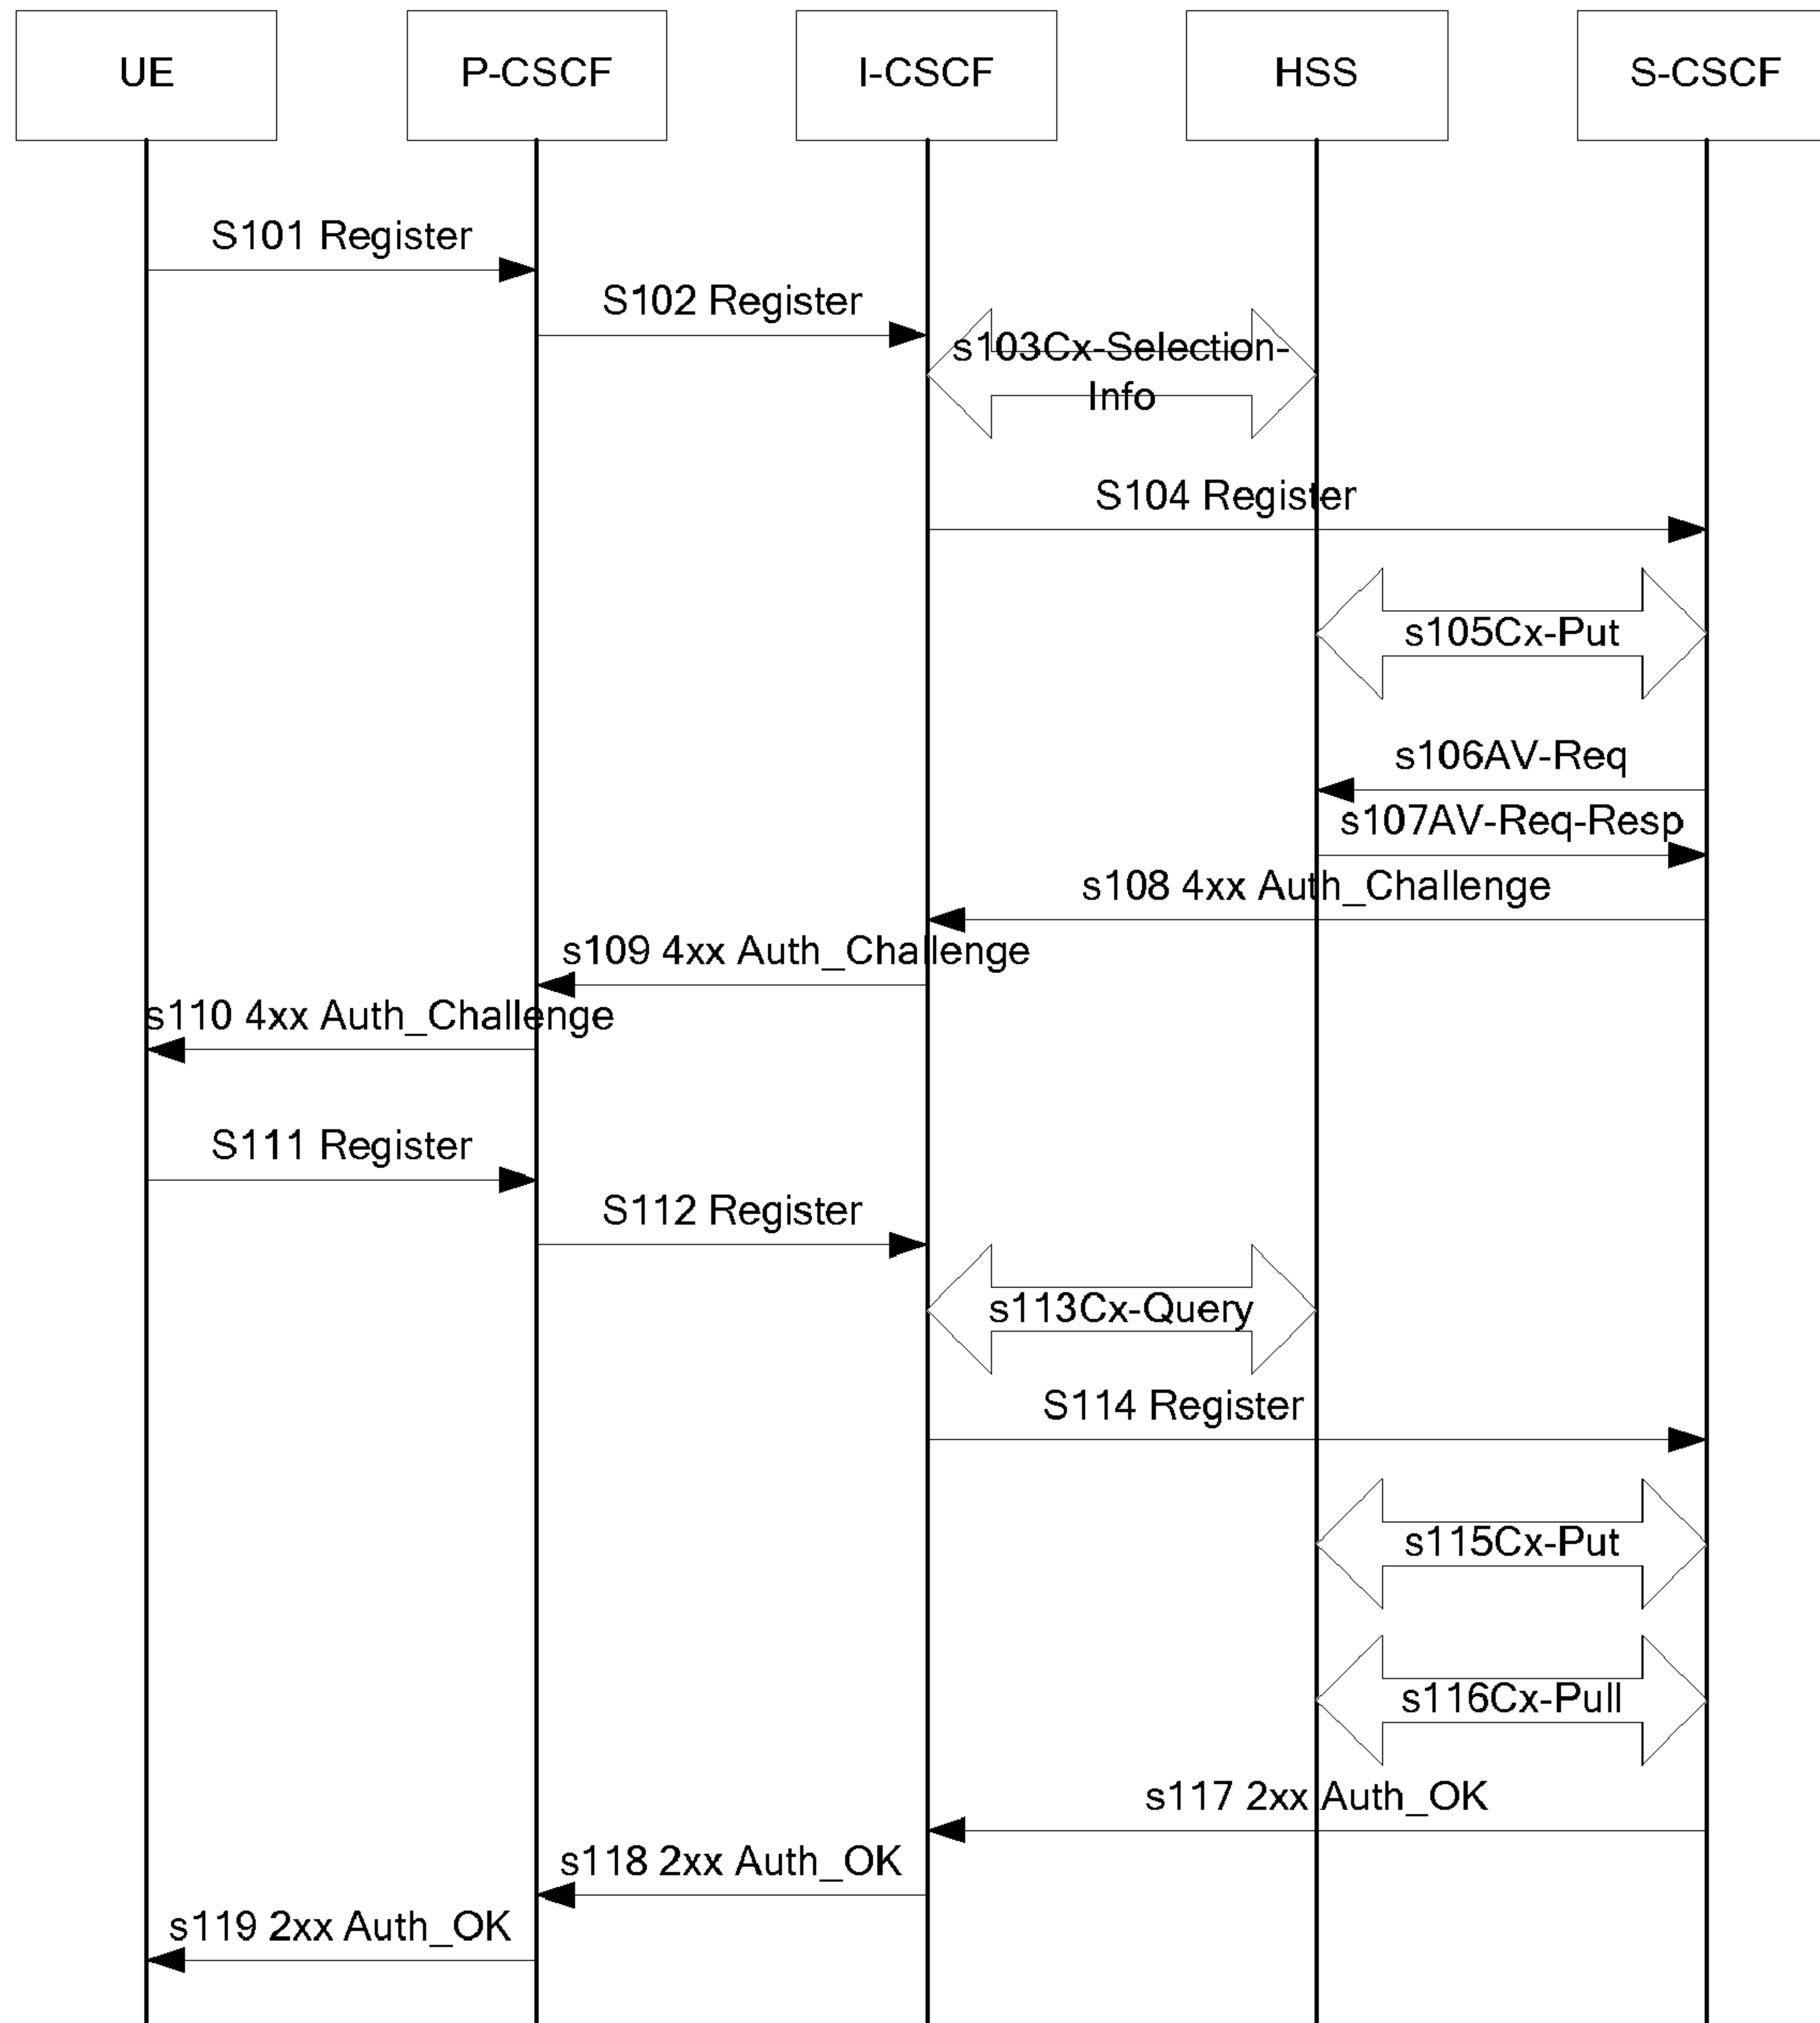 UE
P-CSCF
I-CSCF
HSS
S-CSCF
S101 Register
S102 Register
s103Cx-Selection-
Info
S104 Register
s105Cx-Put
s106AV-Req
s107AV-Req-Resp
s108 4xx Auth_Challenge
s109 4xx Auth_Challenge
s110 4xx Auth_Challenge
S111 Register
S112 Register
s113Cx-Query
S114 Register
s115Cx-Put
s116Cx-Pull
s117 2xx Auth_OK
s118 2xx Auth_OK
s119 2xx Auth_OK